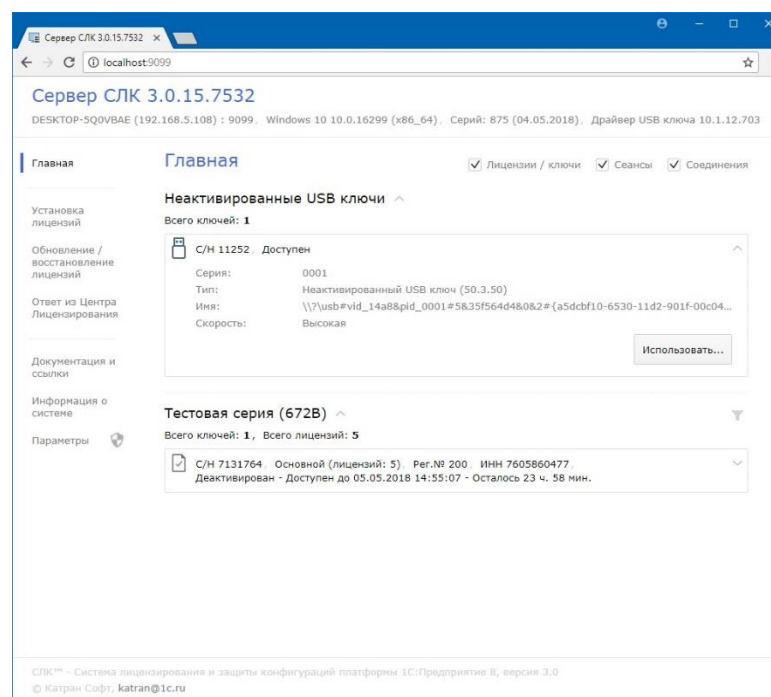 Сервер СЛК 3.0.15.7532
localhost:9099
Сервер СЛК 3.0.15.7532
DESKTOP-5Q0VBAE (192.168.5.108) : 9099, Windows 10 10.0.16299 (x86_64), Серий: 875 (04.05.2018), Драйвер USB ключа 10.1.12.703
Главная
Установка
лицензий
Обновление /
восстановление
лицензий
Ответ из Центра
Лицензирования
Документация и
ссылки
Информация о
системе
Параметры
Главная
Лицензии / ключи
Сеансы
Соединения
Неактивированные USB ключи
Всего ключей: 1
С/Н 11252, Доступен
Серия: 0001
Тип: Неактивированный USB ключ (50.3.50)
Имя: \\?\usb#vid_14a8&pid_0001#5&35f564d4&0&2#{a5dcbf10-6530-11d2-901f-00c04...
Скорость: Высокая
Использовать...
Тестовая серия (672B)
Всего ключей: 1, Всего лицензий: 5
С/Н 7131764, Основной (лицензий: 5), Рег.№ 200, ИНН 7605860477,
Деактивирован - Доступен до 05.05.2018 14:55:07 - Осталось 23 ч. 58 мин.
СЛК™ - Система лицензирования и защиты конфигураций платформы 1С:Предприятие 8, версия 3.0
© Катран Софт, katran@1c.ru